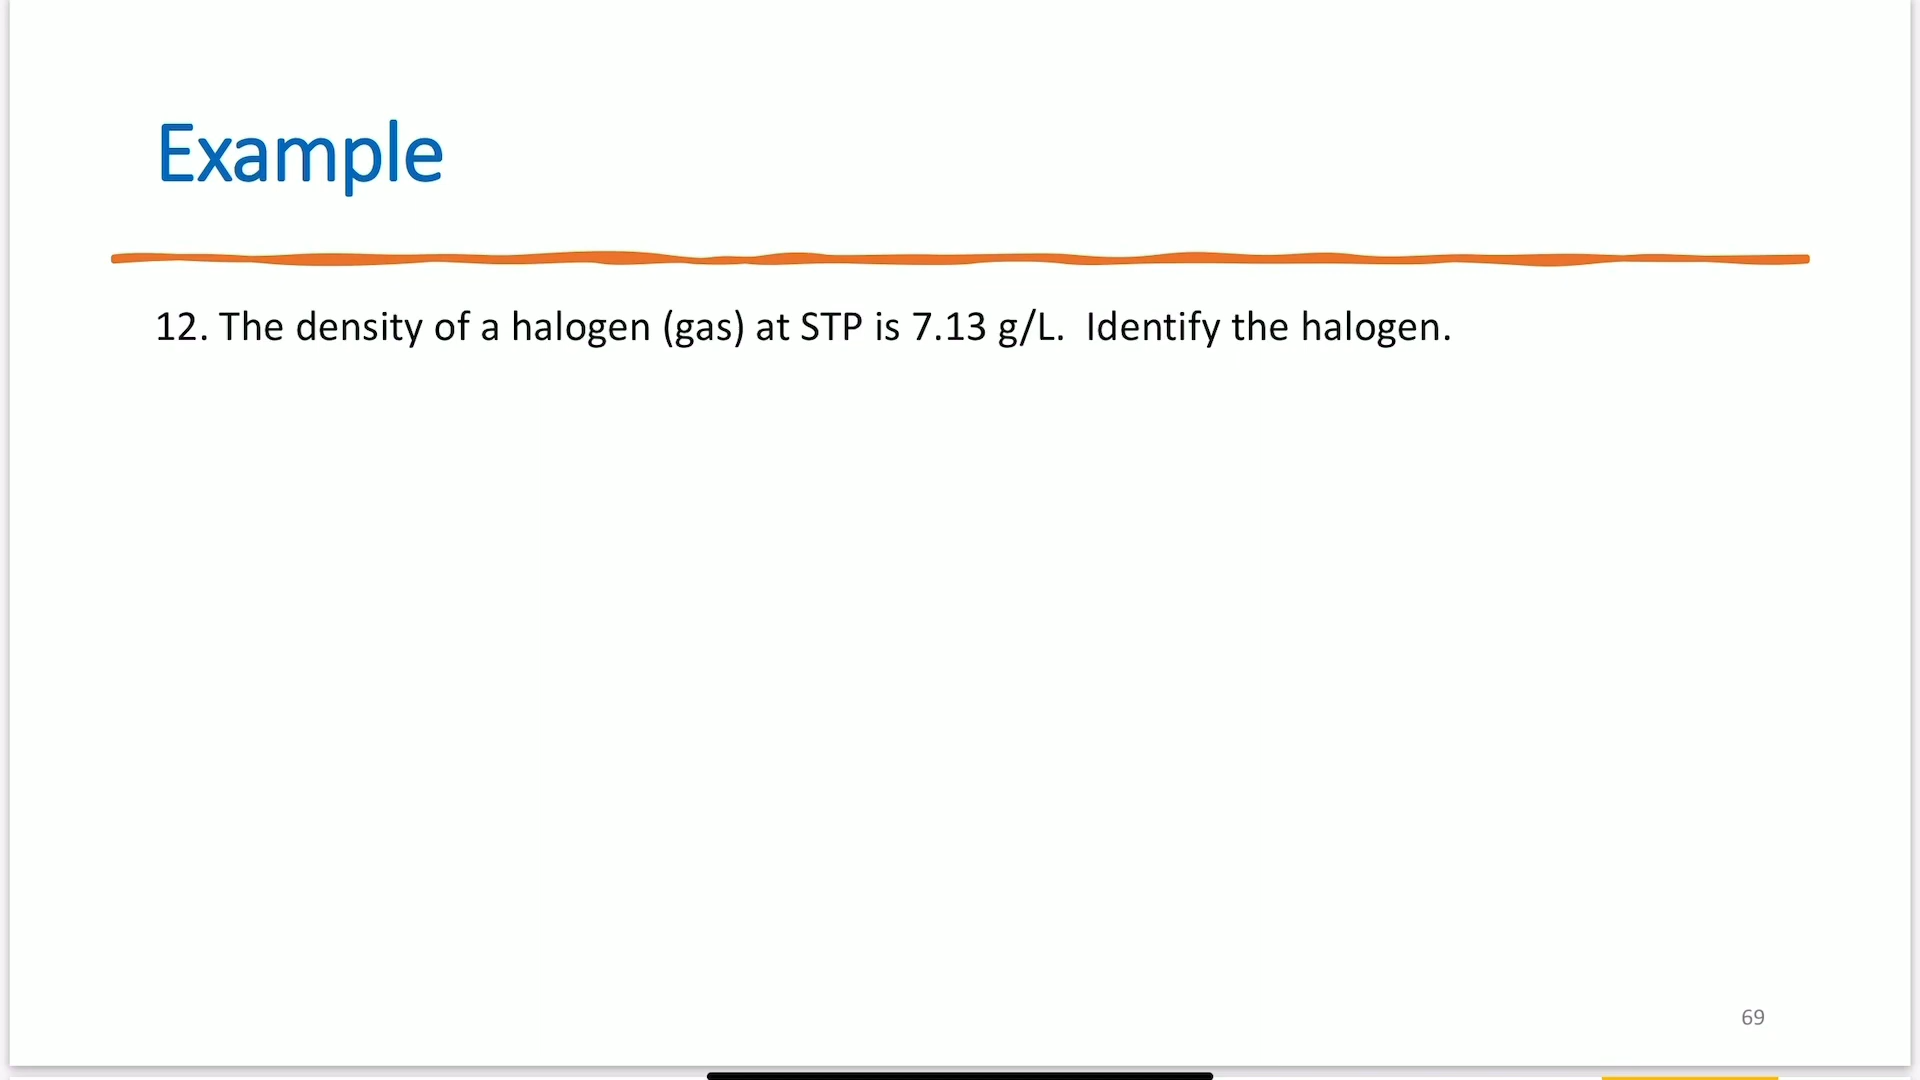 Example
12. The density of a halogen (gas) at STP is 7.13 g/L.  Identify the halogen.
69